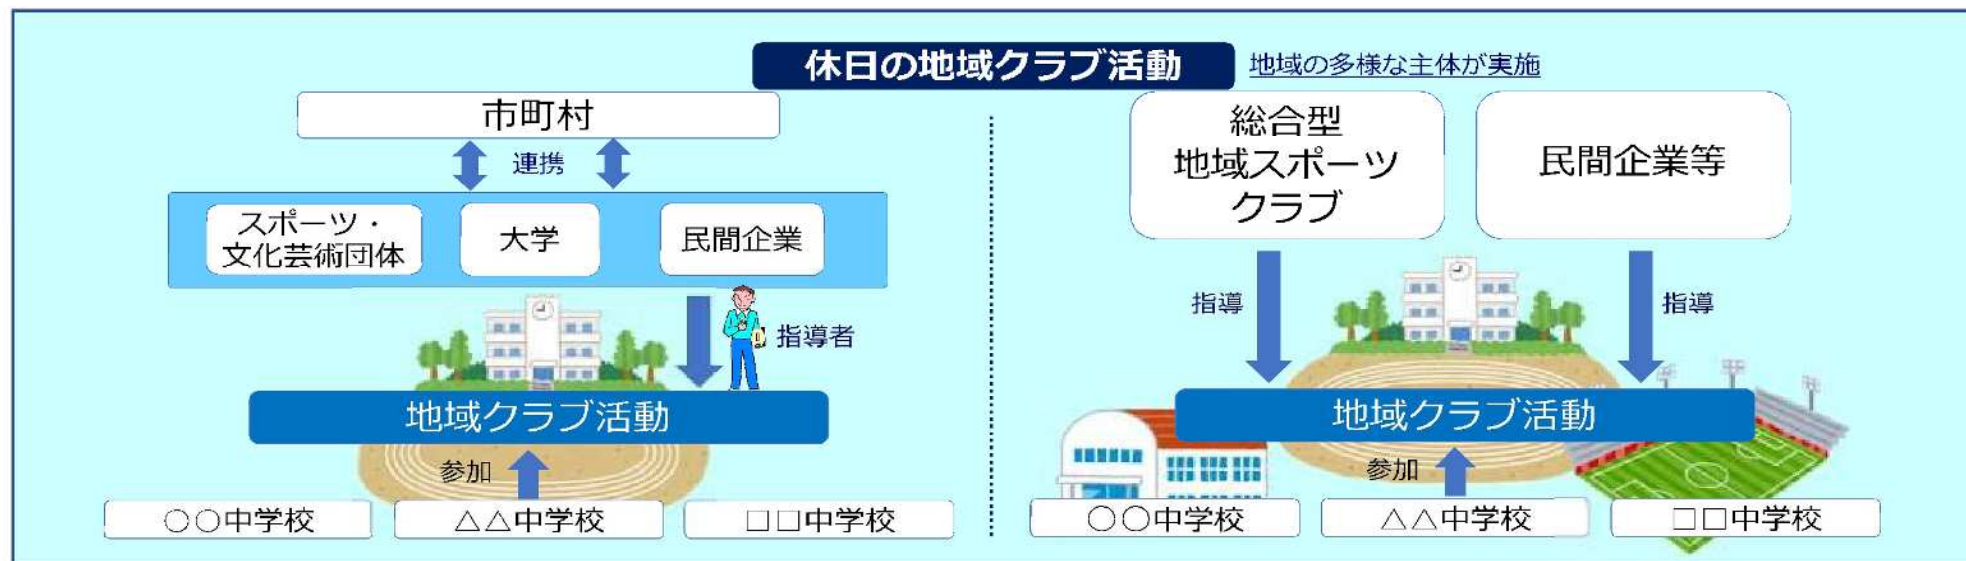 休日の地域クラブ活動
地域の多様な主体が実施
市町村
連携
スポーツ・
文化芸術団体
大学
民間企業
指導者
地域クラブ活動
参加
○○中学校
△△中学校
□□中学校
総合型
地域スポーツ
クラブ
民間企業等
指導
指導
地域クラブ活動
参加
○○中学校
△△中学校
□□中学校